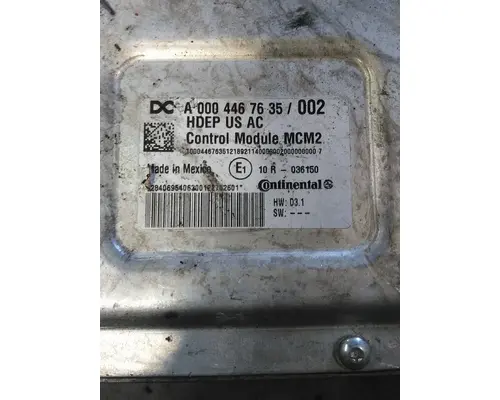 DC A 000 446 76 35 / 002
HDEP US AC
Control Module MCM2
Made in Mexico E1 10 R - 036150
Continental
HW: D3.1
SW: ---